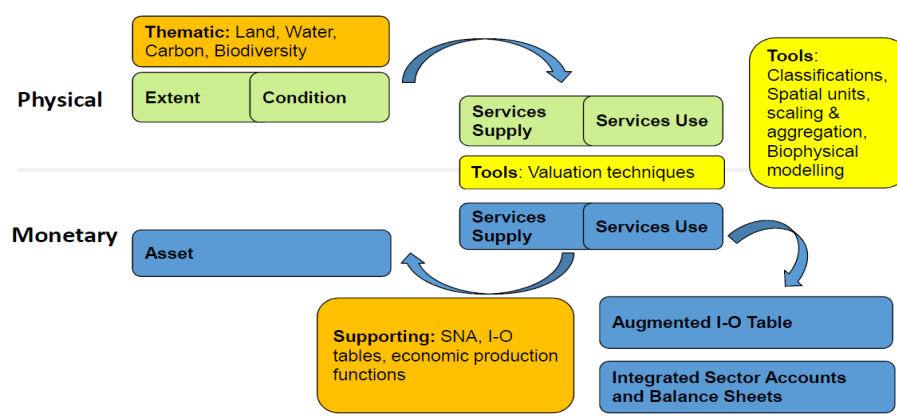 Thematic: Land, Water,
Carbon, Biodiversity
Physical
Extent
Condition
Services
Supply
Services Use
Tools:
Classifications,
Spatial units,
scaling &
aggregation,
Biophysical
modelling
Tools: Valuation techniques
Monetary
Services
Supply
Services Use
Asset
Supporting: SNA, I-O
tables, economic production
functions
Augmented I-O Table
Integrated Sector Accounts
and Balance Sheets